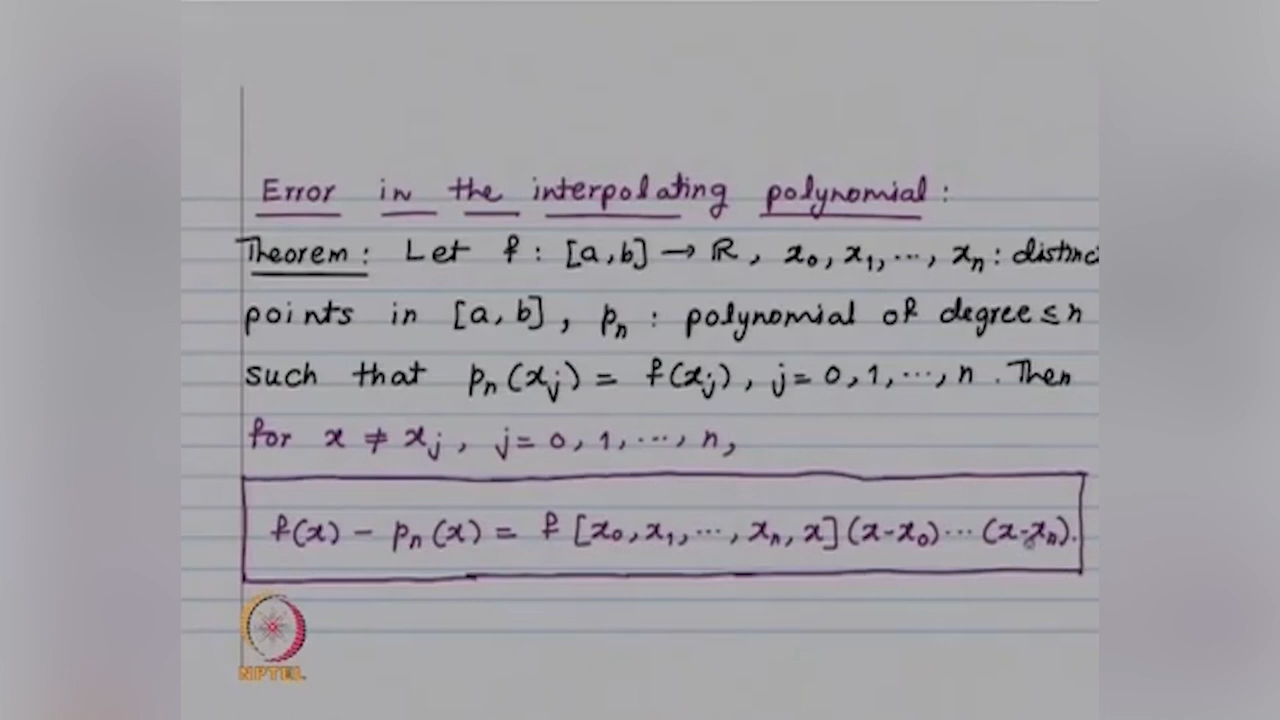 Error in the interpolating polynomial :
Theorem : Let f : [a,b] → ℝ, x₀, x₁, ⋯, xₙ : distinc
points in [a,b], pₙ : polynomial of degree ≤ n
such that pₙ(xⱼ) = f(xⱼ), j = 0, 1, ⋯, n. Then
for x ≠ xⱼ, j = 0, 1, ⋯, n,
f(x) − pₙ(x) = f [x₀, x₁, ⋯, xₙ, x] (x-x₀) ⋯ (x-xₙ).
NPTEL